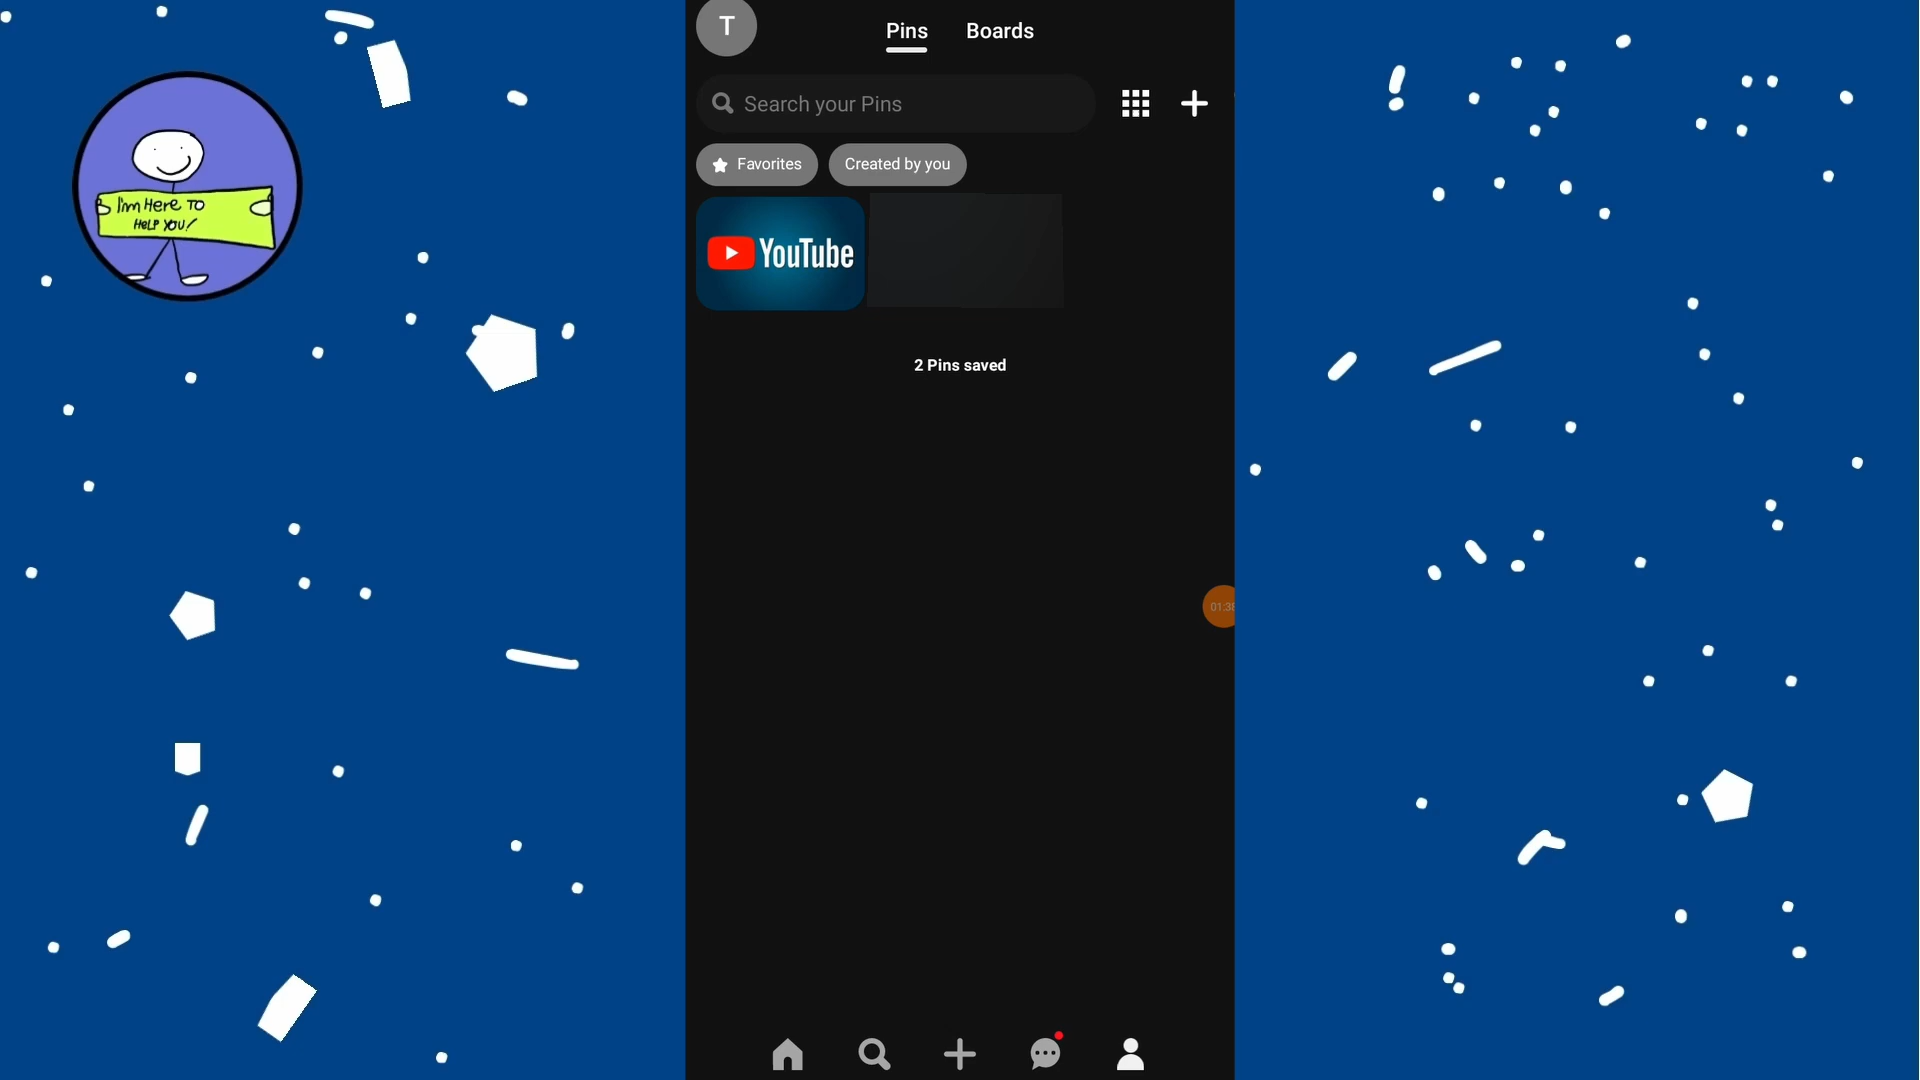 I'm Here To
HeLP YOU!
T
Pins
Boards
Search your Pins
Favorites
Created by you
YouTube
2 Pins saved